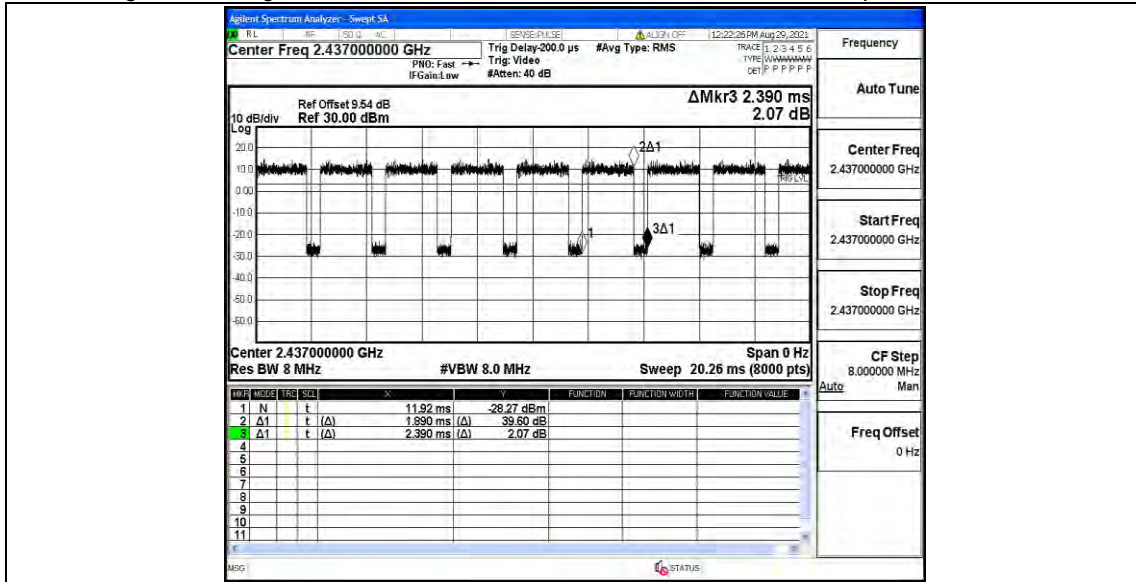 Agilent Spectrum Analyzer - Swept SA
RL RF 50 Ω AC SENSE:PULSE ALIGN OFF 12:22:26 PM Aug 29, 2021
Center Freq 2.437000000 GHz
PNO: Fast
IFGain:Low
Trig Delay-200.0 µs
Trig: Video
#Atten: 40 dB
#Avg Type: RMS
TRACE 1 2 3 4 5 6
TYPE WWWWWW
DET P P P P P P
ΔMkr3 2.390 ms
2.07 dB
Ref Offset 9.54 dB
10 dB/div Ref 30.00 dBm
Log
20.0
10.0
0.00
-10.0
-20.0
-30.0
-40.0
-50.0
-60.0
2Δ1
TRIG LVL
1
3Δ1
Center 2.437000000 GHz
Span 0 Hz
Res BW 8 MHz
#VBW 8.0 MHz
Sweep 20.26 ms (8000 pts)
MKR MODE TRC SCL X Y FUNCTION FUNCTION WIDTH FUNCTION VALUE
1 N t 11.92 ms -28.27 dBm
2 Δ1 t (Δ) 1.890 ms (Δ) 39.60 dB
3 Δ1 t (Δ) 2.390 ms (Δ) 2.07 dB
4
5
6
7
8
9
10
11
MSG
STATUS
Frequency
Auto Tune
Center Freq
2.437000000 GHz
Start Freq
2.437000000 GHz
Stop Freq
2.437000000 GHz
CF Step
8.000000 MHz
Auto Man
Freq Offset
0 Hz